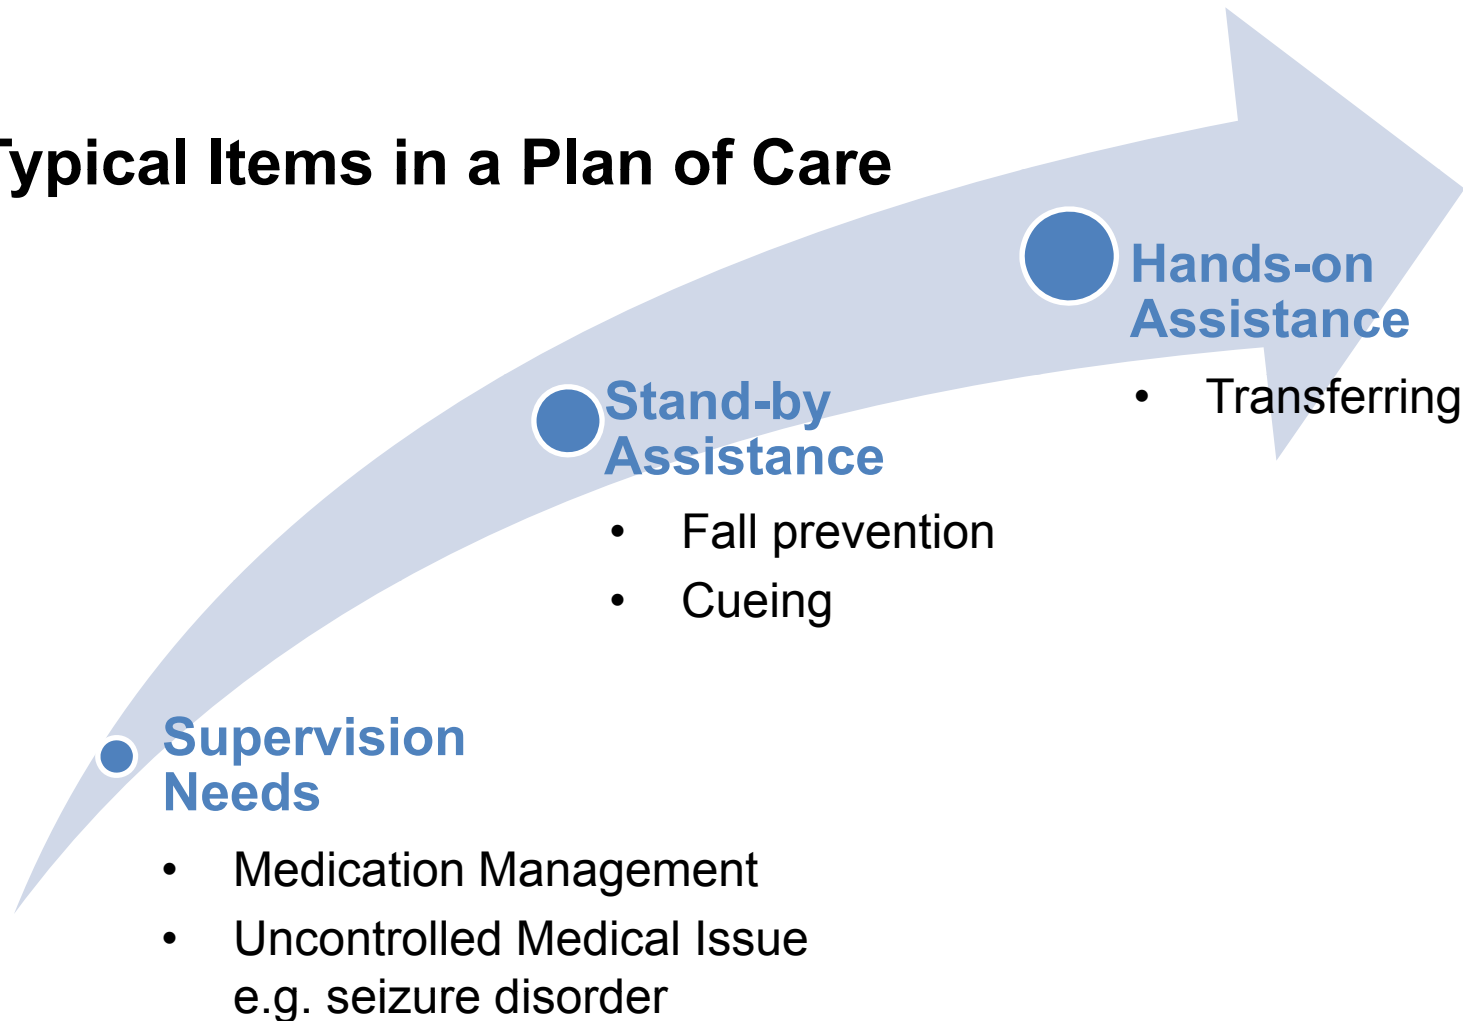 Typical Items in a Plan of Care
Hands-on
Assistance
• Transferring
Stand-by
Assistance
• Fall prevention
• Cueing
Supervision
Needs
• Medication Management
• Uncontrolled Medical Issue
e.g. seizure disorder